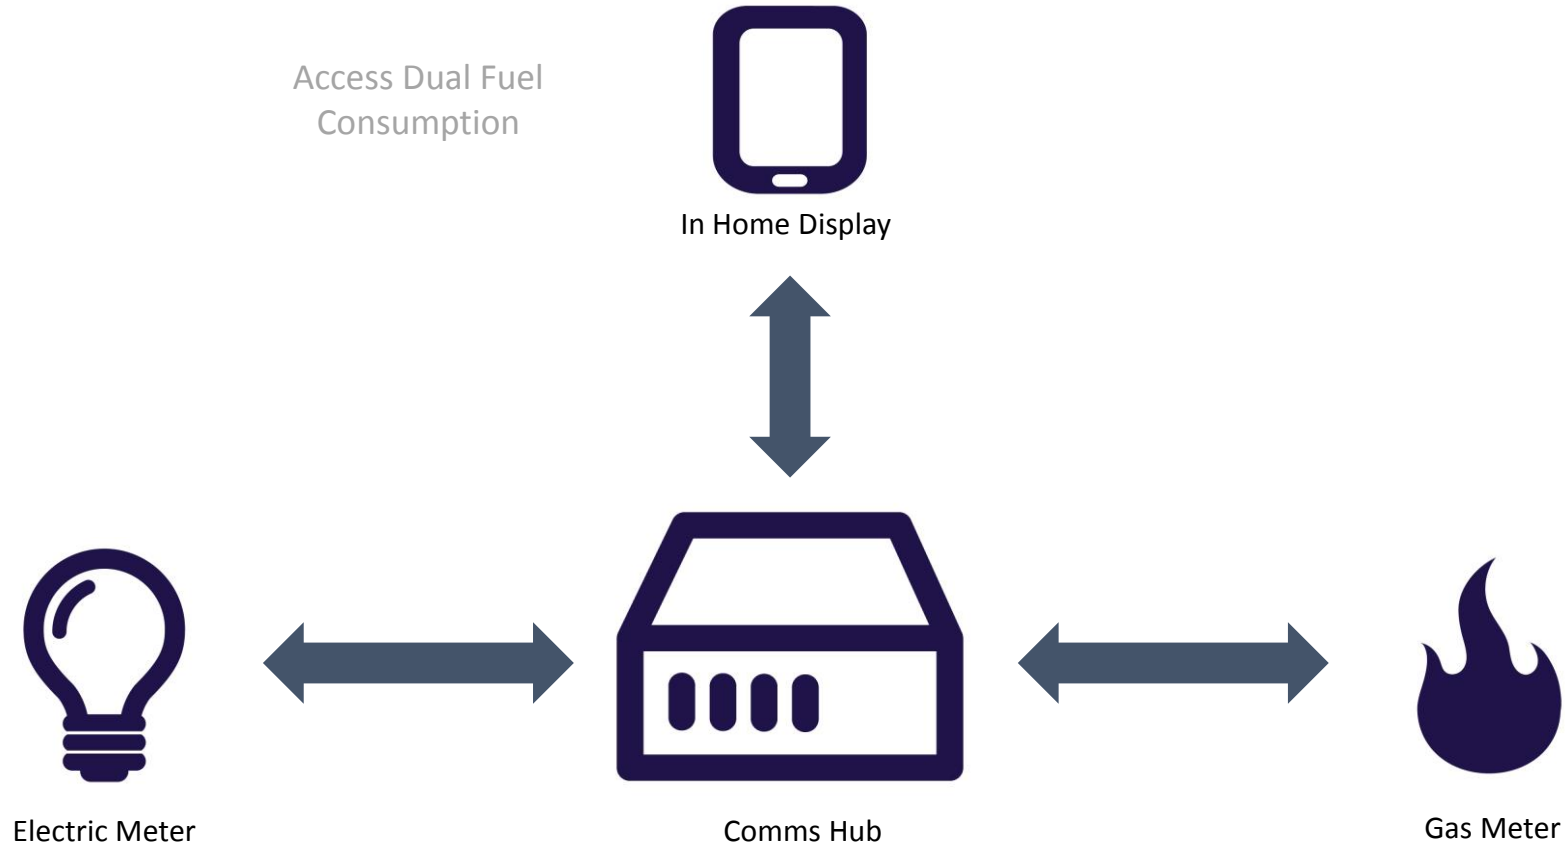 Access Dual Fuel
Consumption
In Home Display
Electric Meter
Comms Hub
Gas Meter